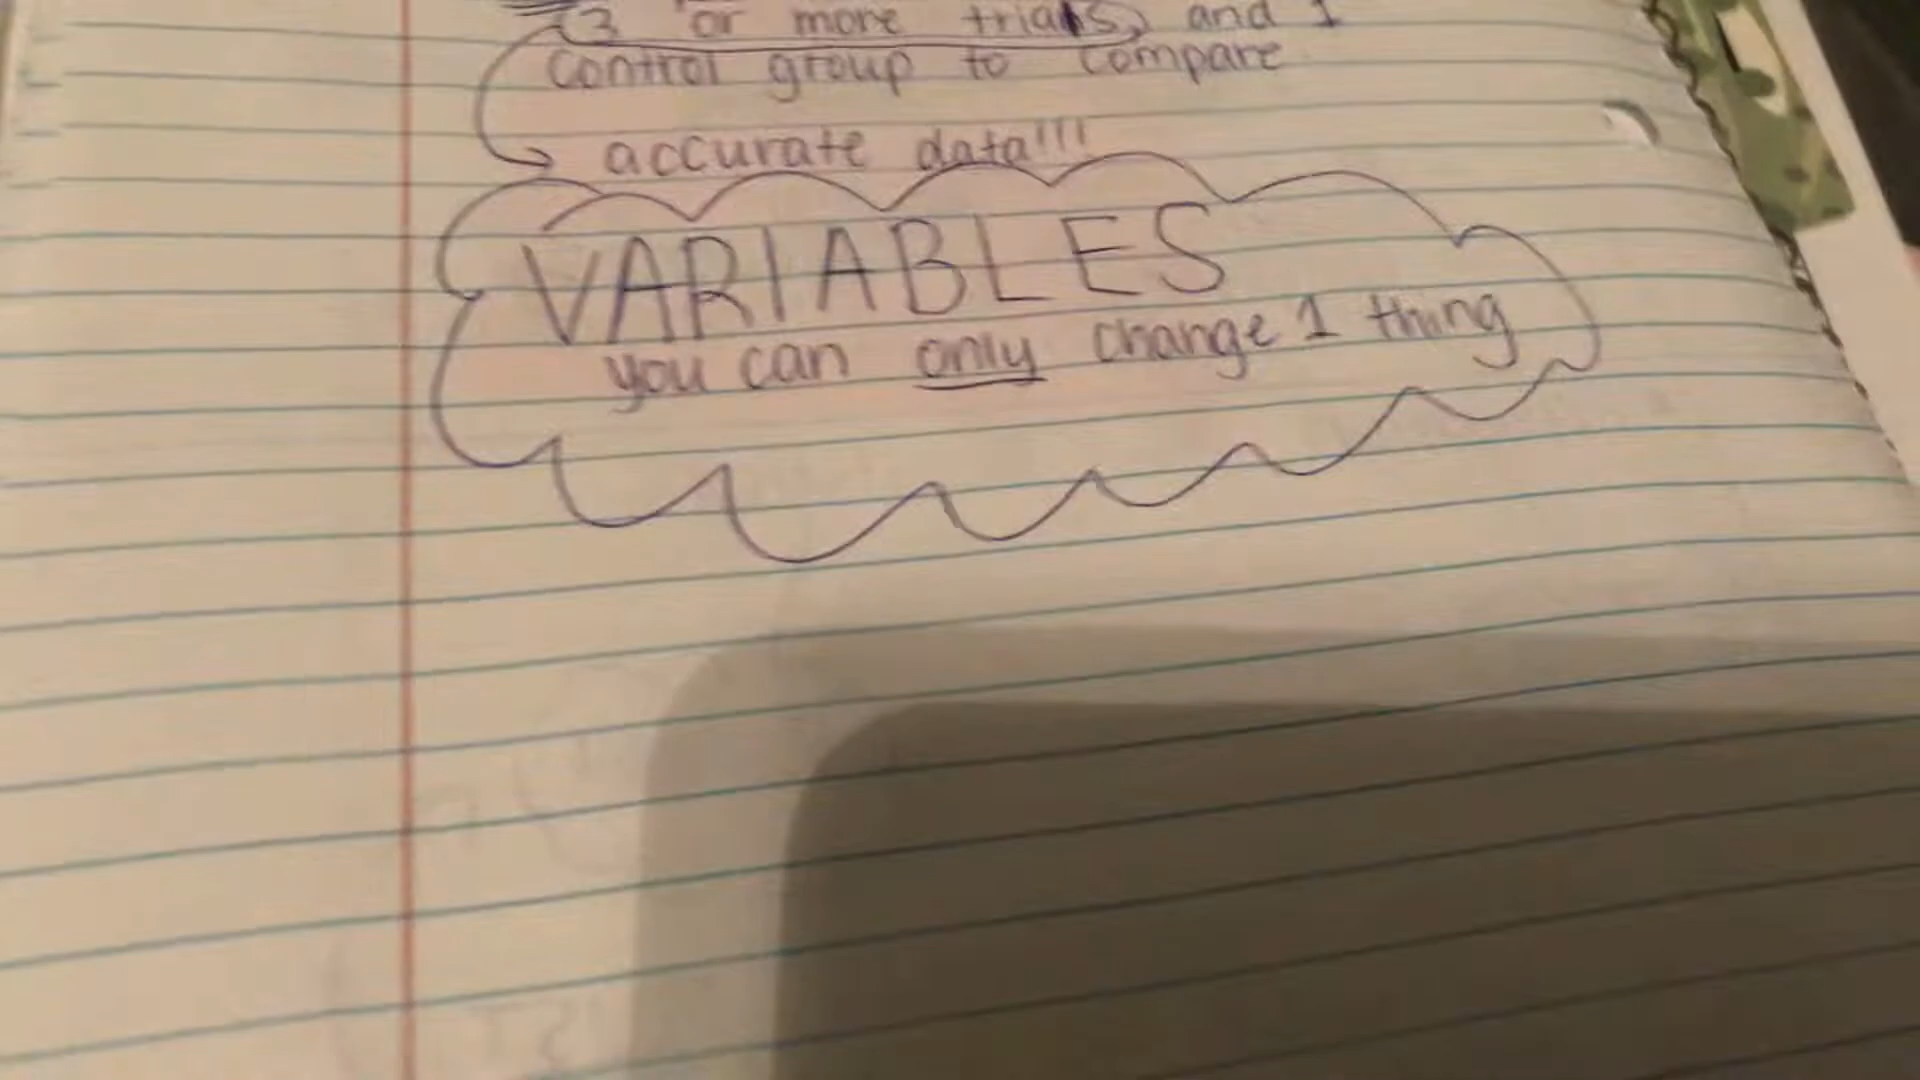 (3 or more trials) and 1
control group to compare
accurate data!!!
VARIABLES
you can only change 1 thing